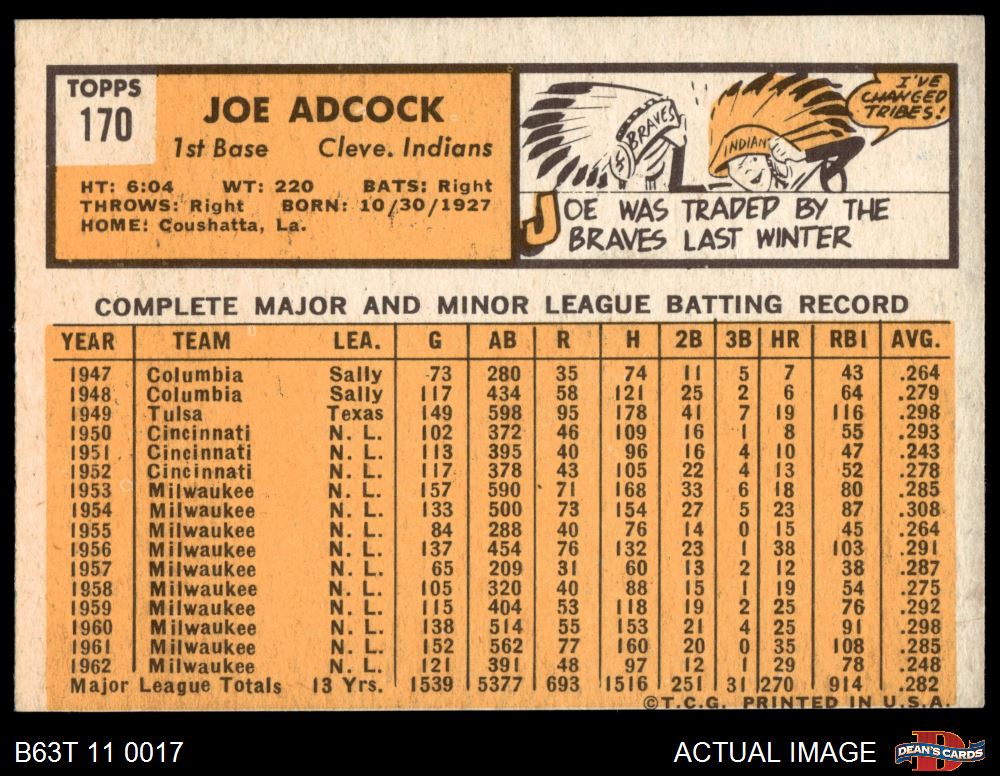 TOPPS
170
JOE ADCOCK
1st Base Cleve. Indians
HT: 6:04 WT: 220 BATS: Right
THROWS: Right BORN: 10/30/1927
HOME: Coushatta, La.
BRAVES
INDIAN
I'VE
CHANGED
TRIBES!
JOE WAS TRADED BY THE
BRAVES LAST WINTER
COMPLETE MAJOR AND MINOR LEAGUE BATTING RECORD
YEAR TEAM LEA. G AB R H 2B 3B HR RBI AVG.
1947 Columbia Sally 73 280 35 74 11 5 7 43 .264
1948 Columbia Sally 117 434 58 121 25 2 6 64 .279
1949 Tulsa Texas 149 598 95 178 41 7 19 116 .298
1950 Cincinnati N. L. 102 372 46 109 16 1 8 55 .293
1951 Cincinnati N. L. 113 395 40 96 16 4 10 47 .243
1952 Cincinnati N. L. 117 378 43 105 22 4 13 52 .278
1953 Milwaukee N. L. 157 590 71 168 33 6 18 80 .285
1954 Milwaukee N. L. 133 500 73 154 27 5 23 87 .308
1955 Milwaukee N. L. 84 288 40 76 14 0 15 45 .264
1956 Milwaukee N. L. 137 454 76 132 23 1 38 103 .291
1957 Milwaukee N. L. 65 209 31 60 13 2 12 38 .287
1958 Milwaukee N. L. 105 320 40 88 15 1 19 54 .275
1959 Milwaukee N. L. 115 404 53 118 19 2 25 76 .292
1960 Milwaukee N. L. 138 514 55 153 21 4 25 91 .298
1961 Milwaukee N. L. 152 562 77 160 20 0 35 108 .285
1962 Milwaukee N. L. 121 391 48 97 12 1 29 78 .248
Major League Totals 13 Yrs. 1539 5377 693 1516 251 31 270 914 .282
©T.C.G. PRINTED IN U.S.A.
B63T 11 0017 ACTUAL IMAGE DEAN'S CARDS